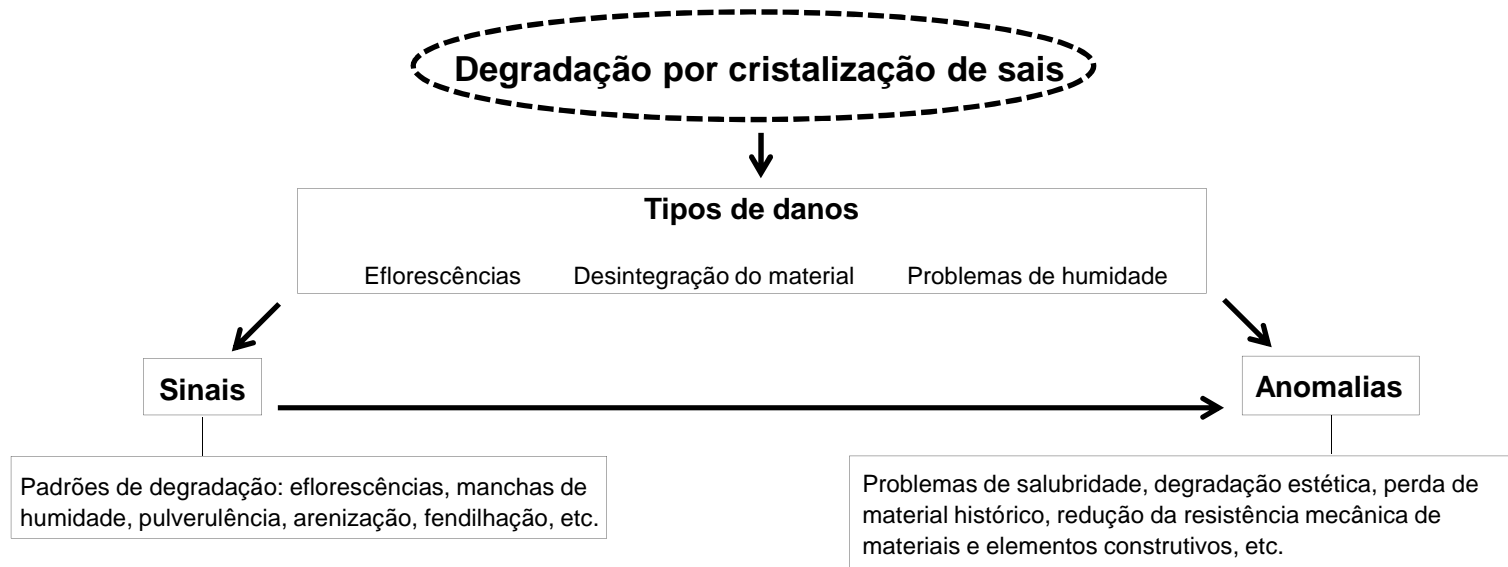 Degradação por cristalização de sais
Tipos de danos
Eflorescências Desintegração do material Problemas de humidade
Sinais
Anomalias
Padrões de degradação: eflorescências, manchas de
humidade, pulverulência, arenização, fendilhação, etc.
Problemas de salubridade, degradação estética, perda de
material histórico, redução da resistência mecânica de
materiais e elementos construtivos, etc.